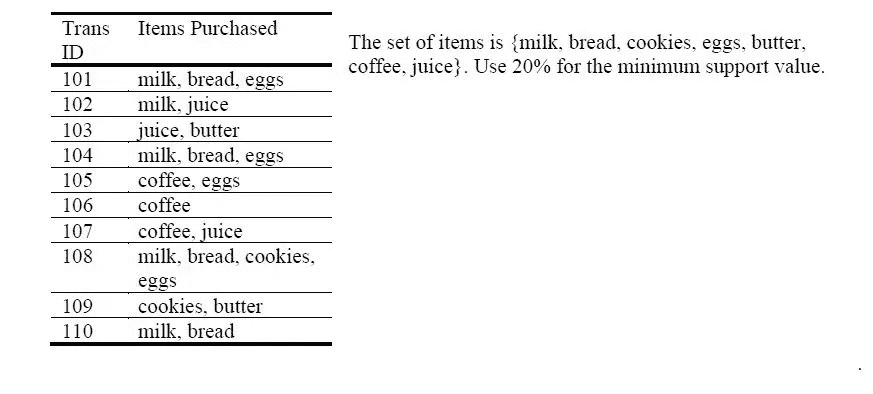 Trans Items Purchased
ID
101 milk, bread, eggs
102 milk, juice
103 juice, butter
104 milk, bread, eggs
105 coffee, eggs
106 coffee
107 coffee, juice
108 milk, bread, cookies,
eggs
109 cookies, butter
110 milk, bread
The set of items is {milk, bread, cookies, eggs, butter,
coffee, juice}. Use 20% for the minimum support value.
.